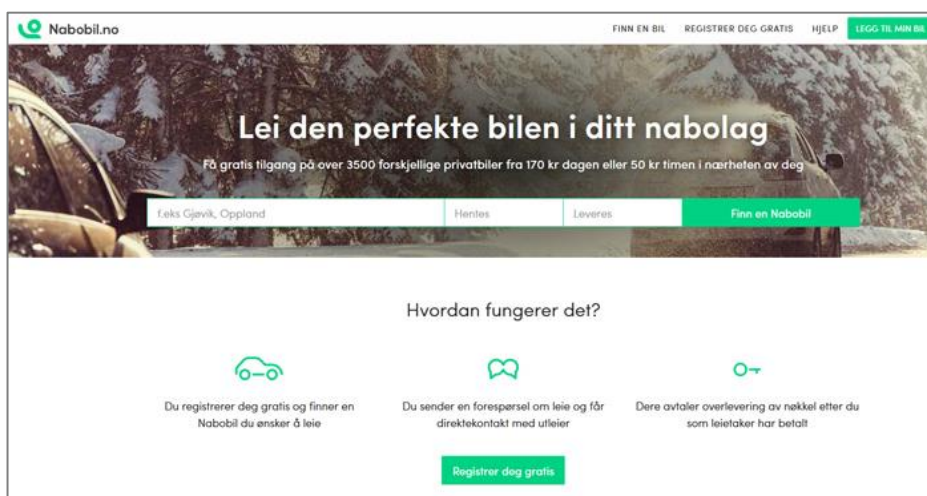 Nabobil.no
FINN EN BIL REGISTRER DEG GRATIS HJELP LEGG TIL MIN BIL
Lei den perfekte bilen i ditt nabolag
Få gratis tilgang på over 3500 forskjellige privatbiler fra 170 kr dagen eller 50 kr timen i nærheten av deg
f.eks Gjøvik, Oppland Hentes Leveres Finn en Nabobil
Hvordan fungerer det?
Du registrerer deg gratis og finner en
Nabobil du ønsker å leie
Du sender en forespørsel om leie og får
direktekontakt med utleier
Dere avtaler overlevering av nøkkel etter du
som leietaker har betalt
Registrer deg gratis